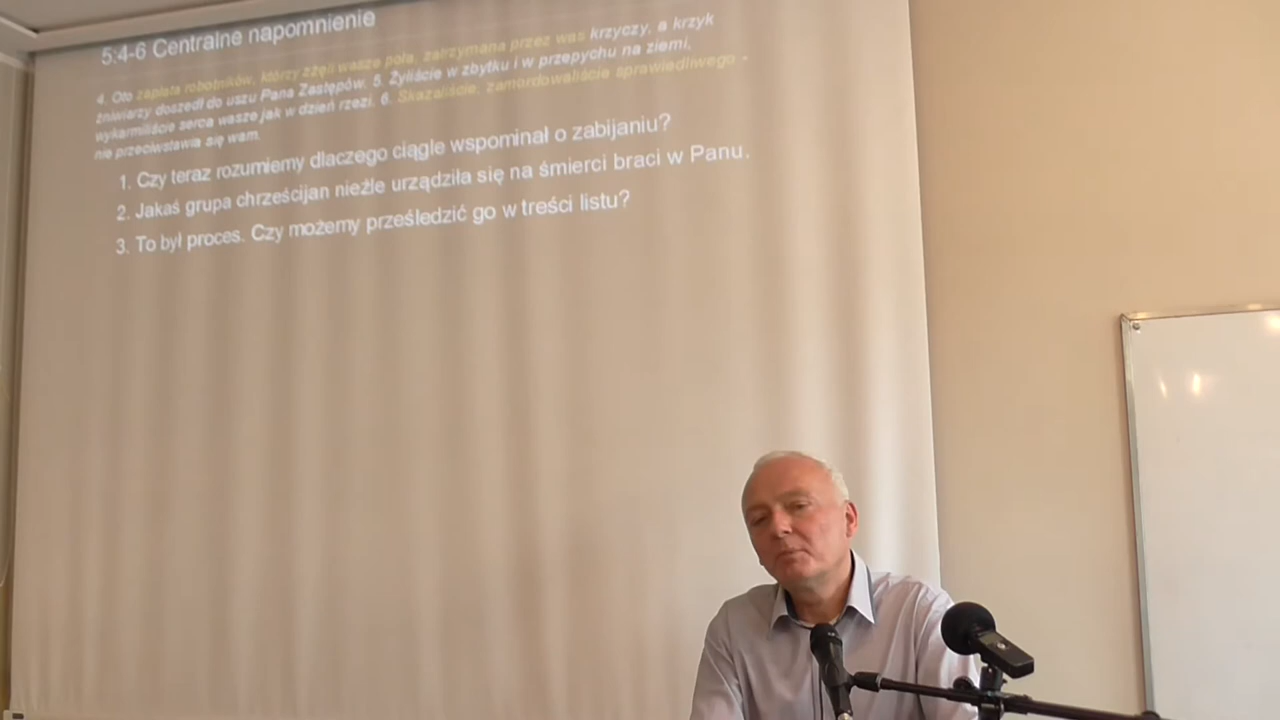 5:4-6 Centralne napomnienie
4. Oto zapłata robotników, którzy zżęli wasze pola, zatrzymana przez was krzyczy, a krzyk
żniwiarzy doszedł do uszu Pana Zastępów. 5. Żyliście w zbytku i w przepychu na ziemi,
wykarmiliście serca wasze jak w dzień rzezi. 6. Skazaliście, zamordowaliście sprawiedliwego -
nie przeciwstawia się wam.
1. Czy teraz rozumiemy dlaczego ciągle wspominał o zabijaniu?
2. Jakaś grupa chrześcijan nieźle urządziła się na śmierci braci w Panu.
3. To był proces. Czy możemy prześledzić go w treści listu?